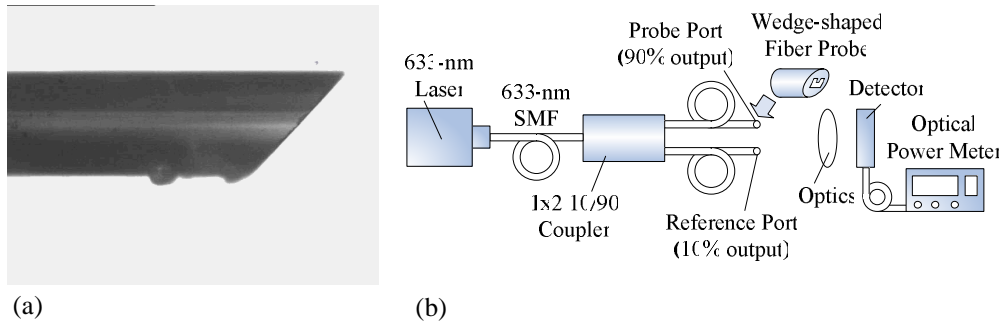 633-nm
Laser
633-nm
SMF
1x2 10/90
Coupler
Probe Port
(90% output)
Wedge-shaped
Fiber Probe
Detector
Optical
Power Meter
Optics
Reference Port
(10% output)
(a)
(b)